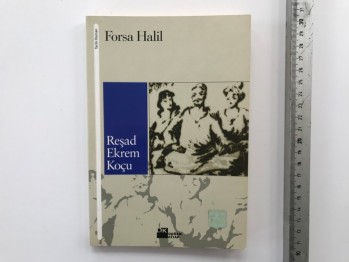 Forsa Halil
Reşad
Ekrem
Koçu